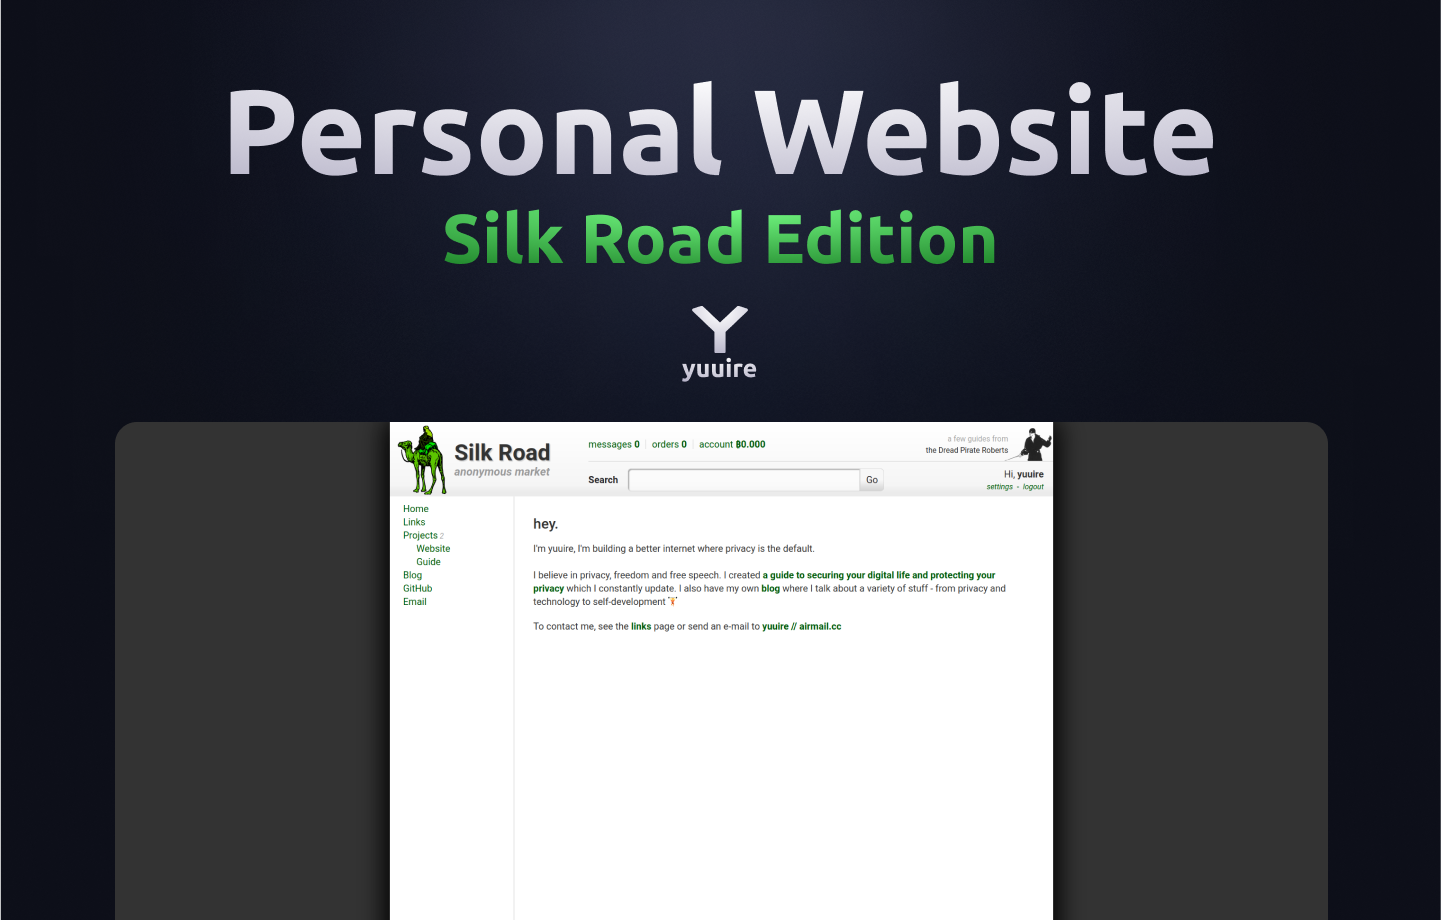 Personal Website
Silk Road Edition
Y
yuuire
Silk Road
anonymous market
messages 0 orders 0 account ฿0.000
a few guides from
the Dread Pirate Roberts
Search Go
Hi, yuuire
settings - logout
Home
Links
Projects 2
Website
Guide
Blog
GitHub
Email
hey.
I'm yuuire, I'm building a better internet where privacy is the default.
I believe in privacy, freedom and free speech. I created a guide to securing your digital life and protecting your
privacy which I constantly update. I also have my own blog where I talk about a variety of stuff - from privacy and
technology to self-development
To contact me, see the links page or send an e-mail to yuuire // airmail.cc